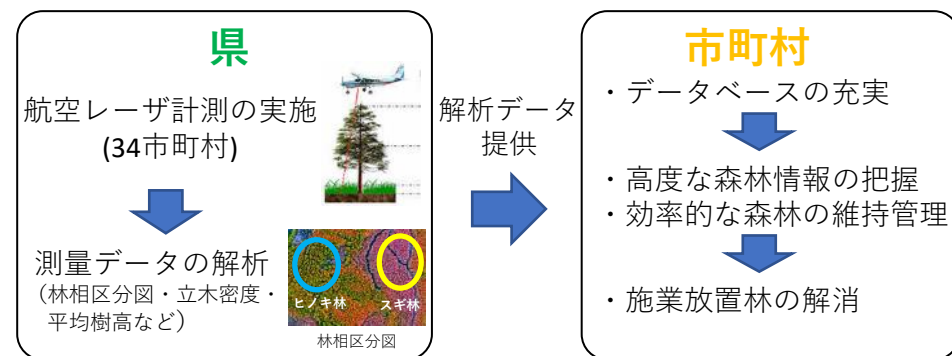 県
航空レーザ計測の実施
(34市町村)
測量データの解析
（林相区分図・立木密度・
平均樹高など）
ヒノキ林
スギ林
林相区分図
解析データ
提供
市町村
・データベースの充実
・高度な森林情報の把握
・効率的な森林の維持管理
・施業放置林の解消